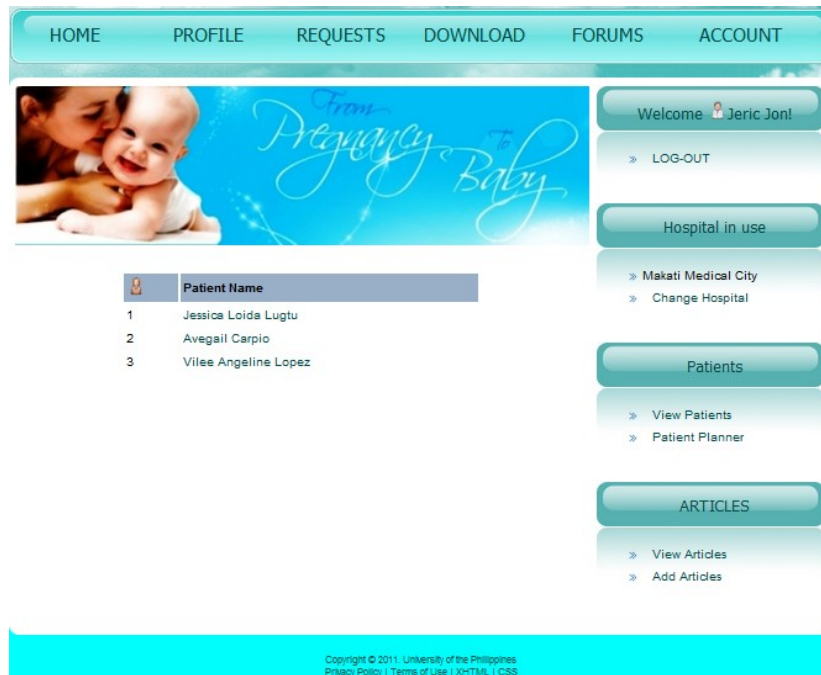 HOME PROFILE REQUESTS DOWNLOAD FORUMS ACCOUNT
From
Pregnancy
To
Baby
Patient Name
1 Jessica Loida Lugtu
2 Avegail Carpio
3 Vilee Angeline Lopez
Welcome Jeric Jon!
» LOG-OUT
Hospital in use
» Makati Medical City
» Change Hospital
Patients
» View Patients
» Patient Planner
ARTICLES
» View Articles
» Add Articles
Copyright © 2011. University of the Philippines
Privacy Policy | Terms of Use | XHTML | CSS